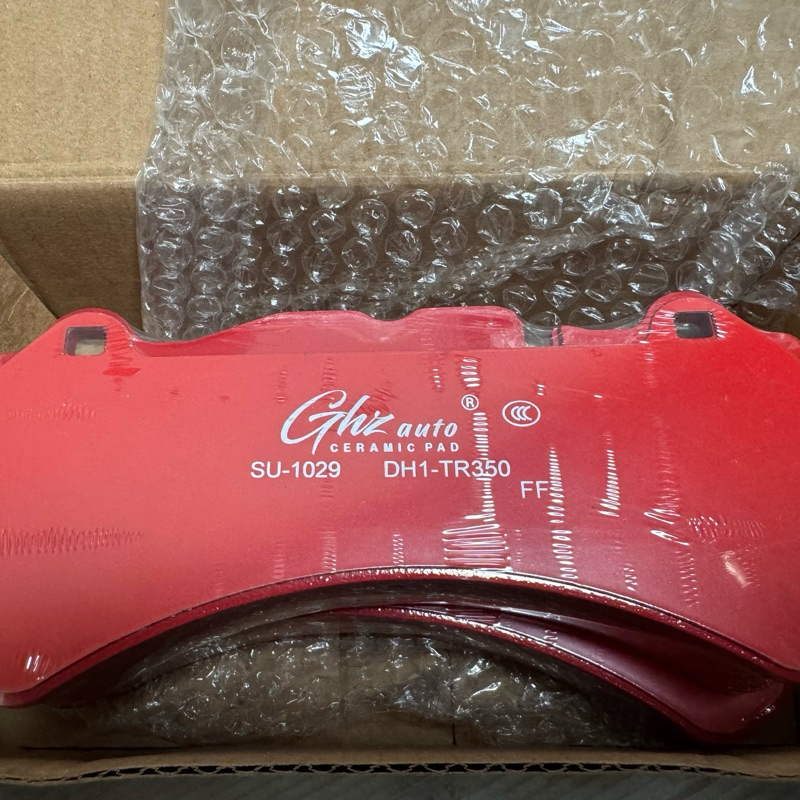 Ghz auto ®
CERAMIC PAD
SU-1029 DH1-TR350
FF